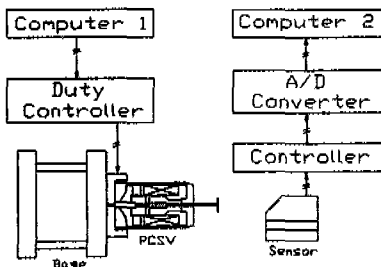 Computer 1
Computer 2
Duty
Controller
A/D
Converter
Controller
PCSV
Base
Sensor